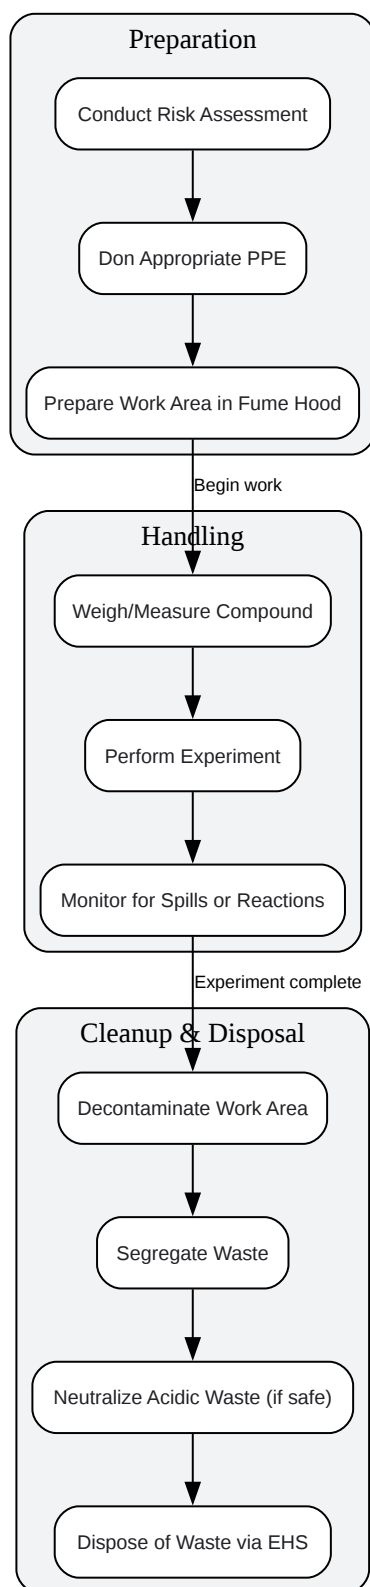 Preparation
Conduct Risk Assessment
Don Appropriate PPE
Prepare Work Area in Fume Hood
Begin work
Handling
Weigh/Measure Compound
Perform Experiment
Monitor for Spills or Reactions
Experiment complete
Cleanup & Disposal
Decontaminate Work Area
Segregate Waste
Neutralize Acidic Waste (if safe)
Dispose of Waste via EHS